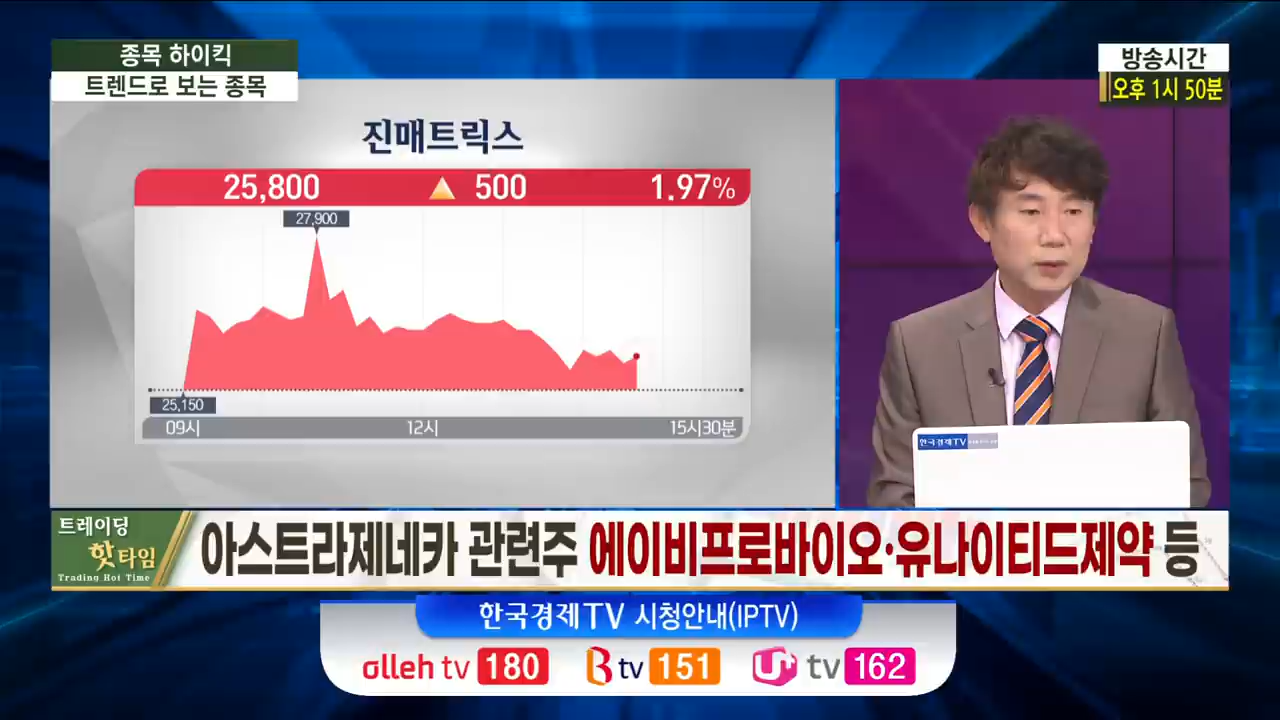 종목 하이킥
트렌드로 보는 종목
방송시간
오후 1시 50분
진매트릭스
25,800 ▲ 500 1.97%
27,900
25,150
09시 12시 15시30분
한국경제TV
트레이딩
핫타임
Trading Hot Time
아스트라제네카 관련주 에이비프로바이오·유나이티드제약 등
한국경제TV 시청안내(IPTV)
olleh tv 180 B tv 151 U+ tv 162